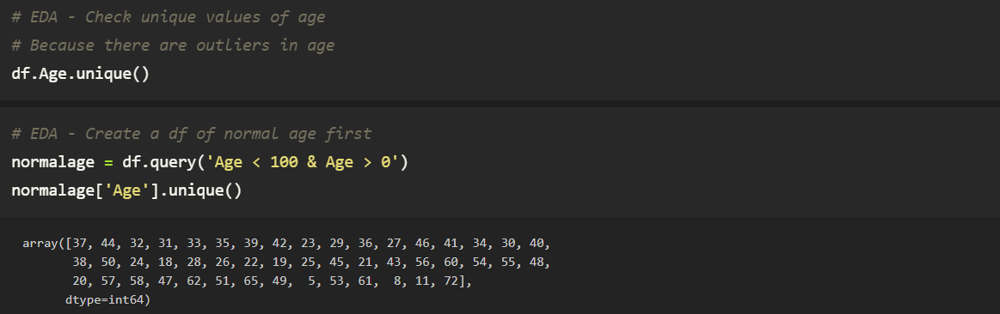 # EDA - Check unique values of age
# Because there are outliers in age
df.Age.unique()
# EDA - Create a df of normal age first
normalage = df.query('Age < 100 & Age > 0')
normalage['Age'].unique()
array([37, 44, 32, 31, 33, 35, 39, 42, 23, 29, 36, 27, 46, 41, 34, 30, 40,
38, 50, 24, 18, 28, 26, 22, 19, 25, 45, 21, 43, 56, 60, 54, 55, 48,
20, 57, 58, 47, 62, 51, 65, 49,  5, 53, 61,  8, 11, 72],
dtype=int64)